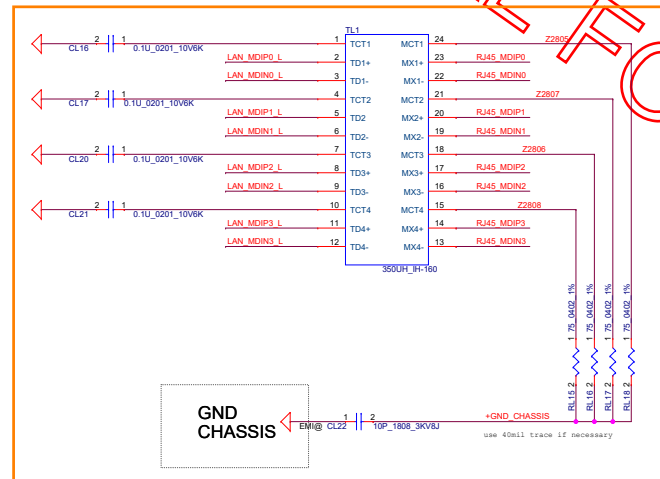 TL1
1 TCT1 MCT1 24 Z2805
2 1
CL16 0.1U_0201_10V6K
LAN_MDIP0_L 2 TD1+ MX1+ 23 RJ45_MDIP0
LAN_MDIN0_L 3 TD1- MX1- 22 RJ45_MDIN0
2 1 4 TCT2 MCT2 21 Z2807
CL17 0.1U_0201_10V6K
LAN_MDIP1_L 5 TD2 MX2+ 20 RJ45_MDIP1
LAN_MDIN1_L 6 TD2- MX2- 19 RJ45_MDIN1
2 1 7 TCT3 MCT3 18 Z2806
CL20 0.1U_0201_10V6K
LAN_MDIP2_L 8 TD3+ MX3+ 17 RJ45_MDIP2
LAN_MDIN2_L 9 TD3- MX3- 16 RJ45_MDIN2
2 1 10 TCT4 MCT4 15 Z2808
CL21 0.1U_0201_10V6K
LAN_MDIP3_L 11 TD4+ MX4+ 14 RJ45_MDIP3
LAN_MDIN3_L 12 TD4- MX4- 13 RJ45_MDIN3
350UH_IH-160
RL15 2 1 75_0402_1%
RL16 2 1 75_0402_1%
RL17 2 1 75_0402_1%
RL18 2 1 75_0402_1%
GND
CHASSIS
1 2 +GND_CHASSIS
EMI@ CL22 10P_1808_3KV8J
use 40mil trace if necessary